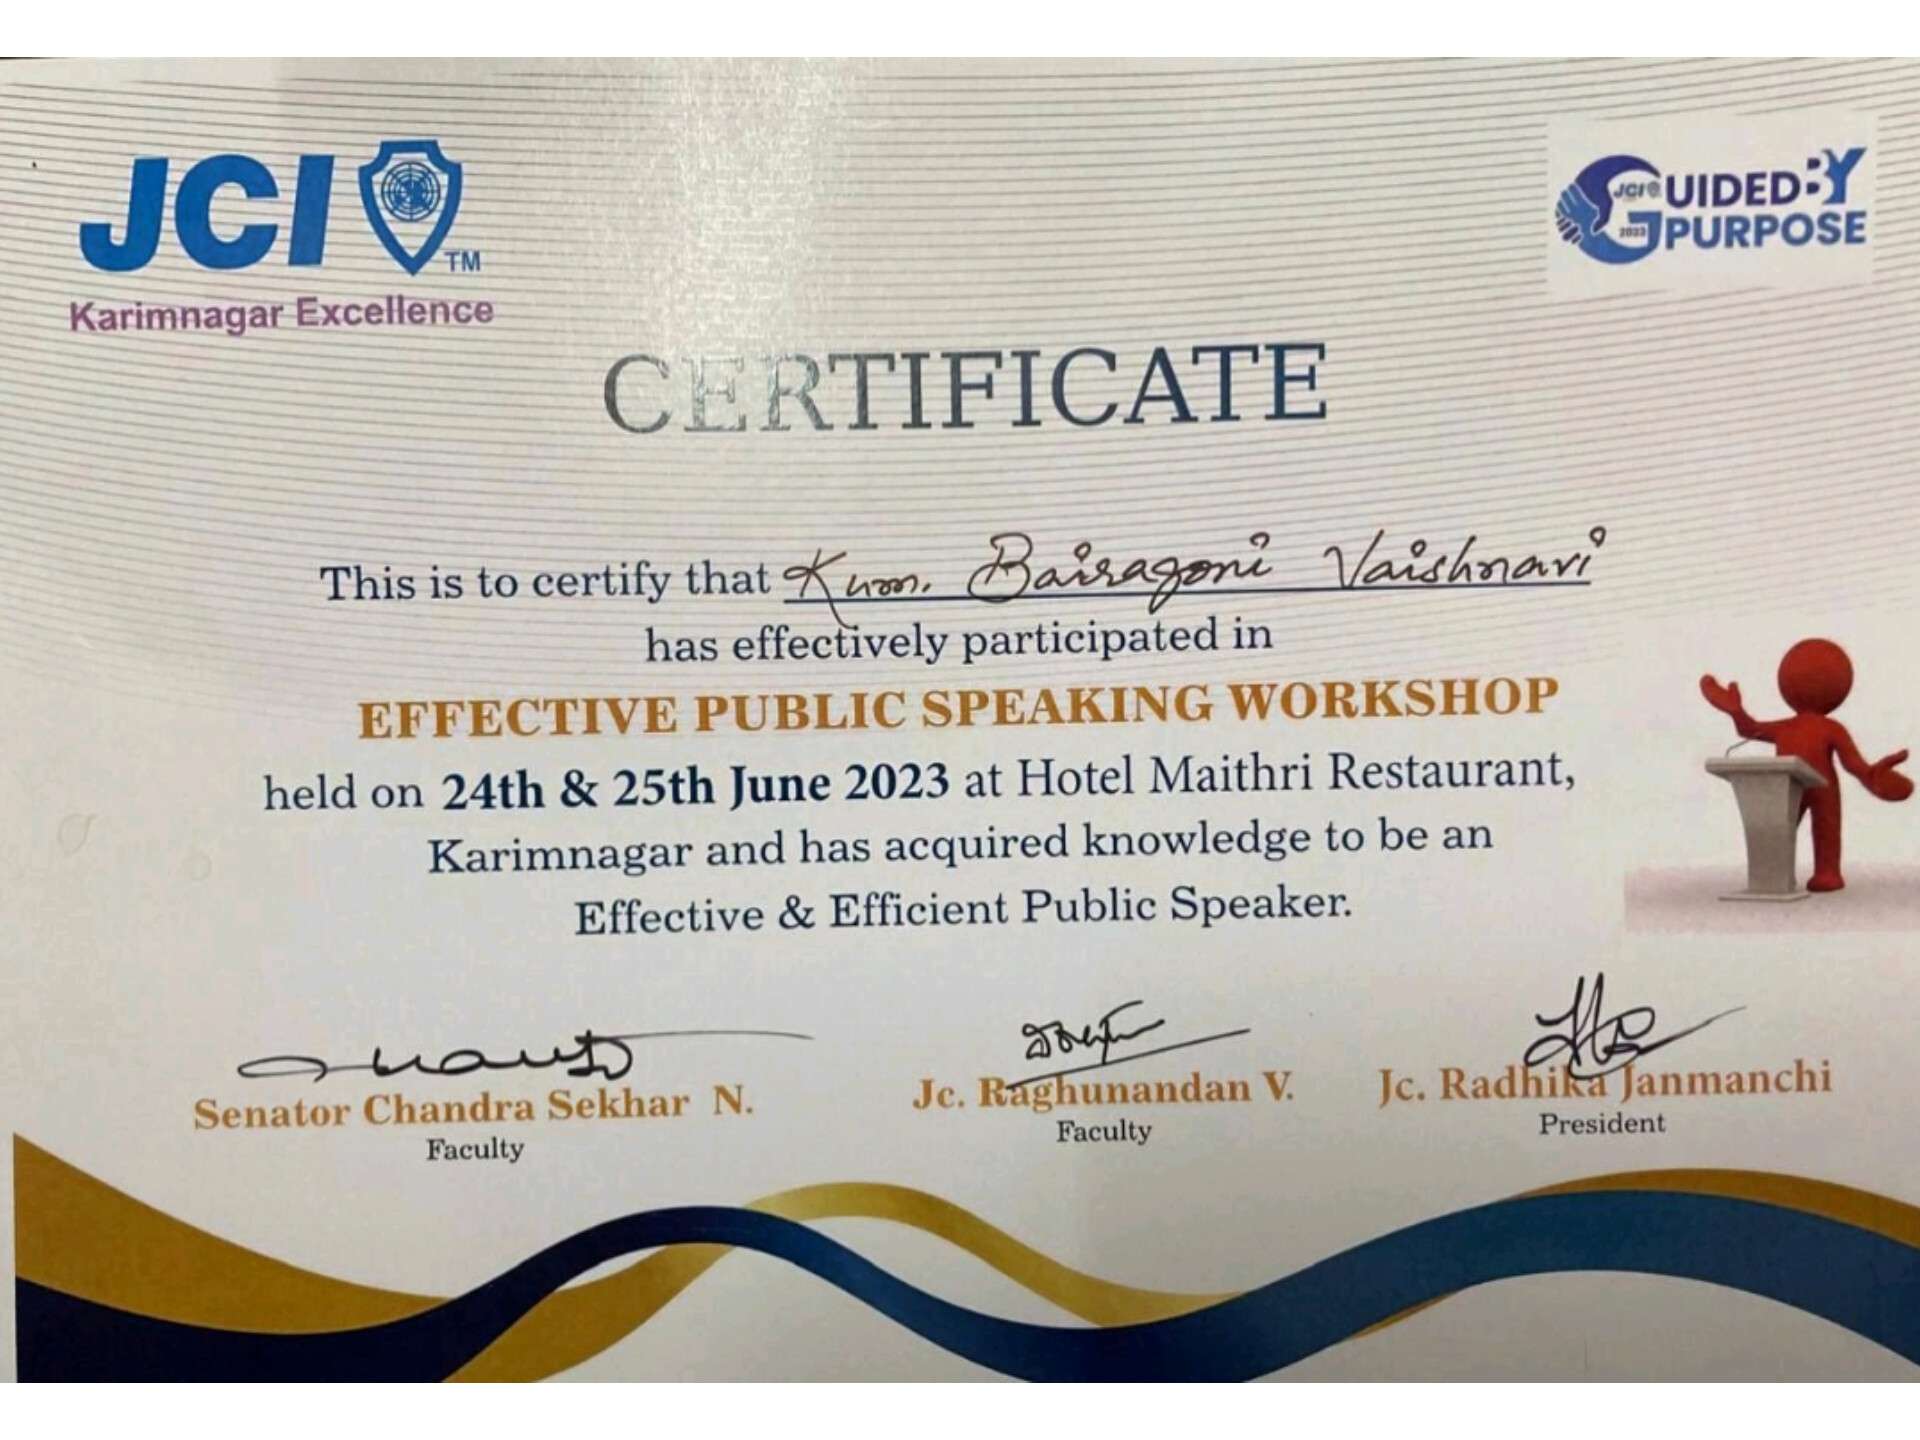 JCI TM
Karimnagar Excellence
JCI GUIDED BY
2023 PURPOSE
CERTIFICATE
This is to certify that Kum. Bairagoni Vaishnavi
has effectively participated in
EFFECTIVE PUBLIC SPEAKING WORKSHOP
held on 24th & 25th June 2023 at Hotel Maithri Restaurant,
Karimnagar and has acquired knowledge to be an
Effective & Efficient Public Speaker.
Senator Chandra Sekhar N.
Faculty
Jc. Raghunandan V.
Faculty
Jc. Radhika Janmanchi
President